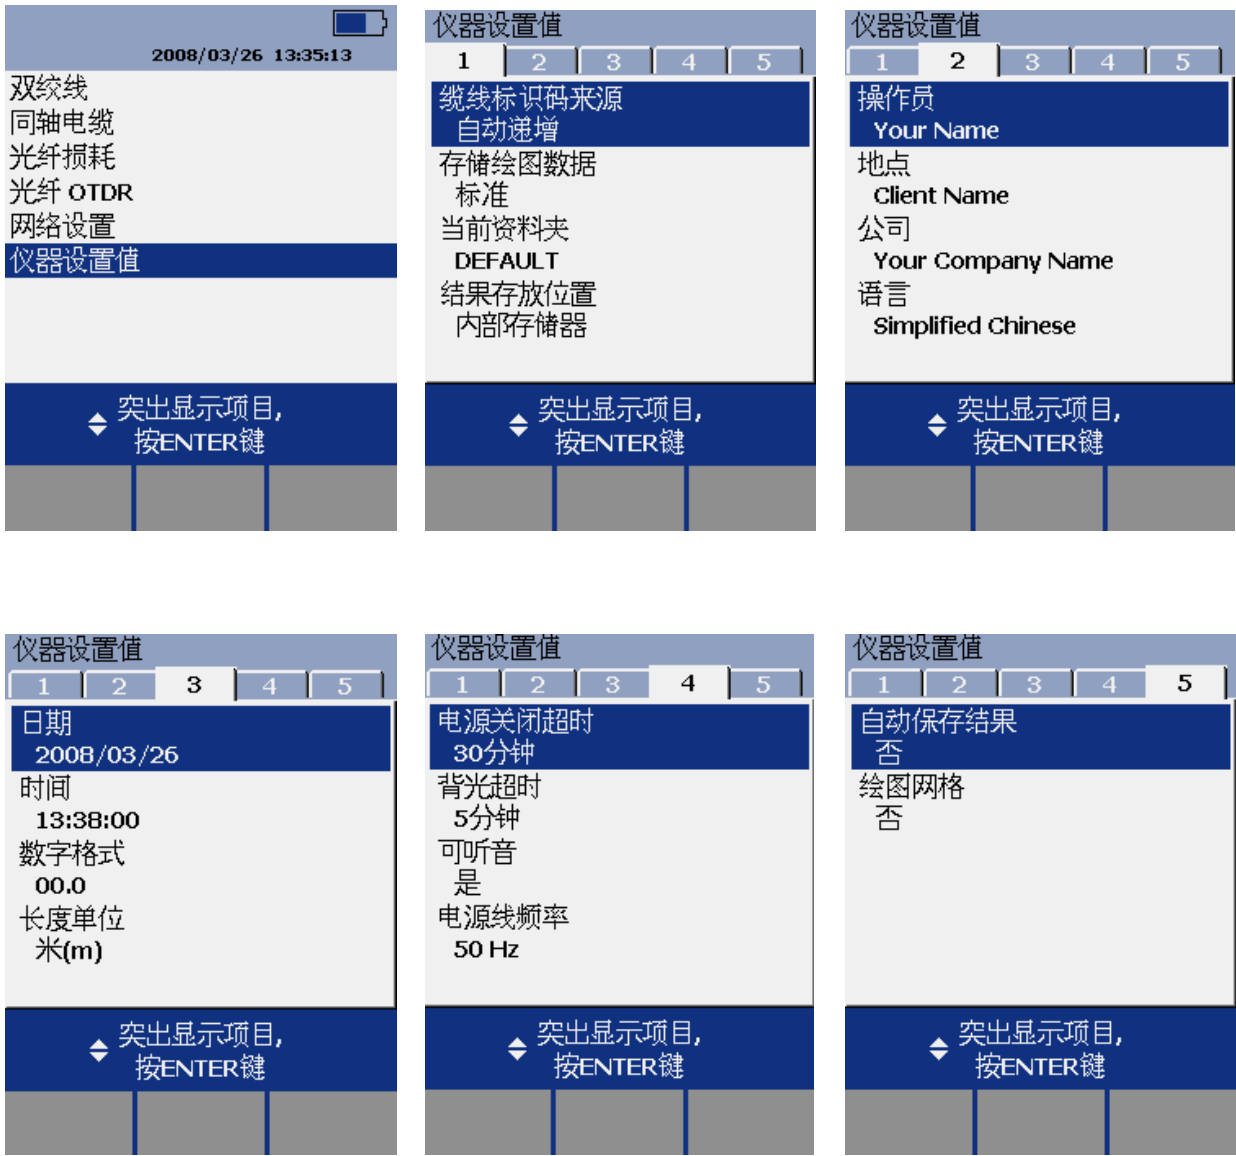 2008/03/26 13:35:13
双绞线
同轴电缆
光纤损耗
光纤 OTDR
网络设置
仪器设置值
突出显示项目,
按ENTER键
仪器设置值
1 2 3 4 5
缆线标识码来源
自动递增
存储绘图数据
标准
当前资料夹
DEFAULT
结果存放位置
内部存储器
突出显示项目,
按ENTER键
仪器设置值
1 2 3 4 5
操作员
Your Name
地点
Client Name
公司
Your Company Name
语言
Simplified Chinese
突出显示项目,
按ENTER键
仪器设置值
1 2 3 4 5
日期
2008/03/26
时间
13:38:00
数字格式
00.0
长度单位
米(m)
突出显示项目,
按ENTER键
仪器设置值
1 2 3 4 5
电源关闭超时
30分钟
背光超时
5分钟
可听音
是
电源线频率
50 Hz
突出显示项目,
按ENTER键
仪器设置值
1 2 3 4 5
自动保存结果
否
绘图网格
否
突出显示项目,
按ENTER键